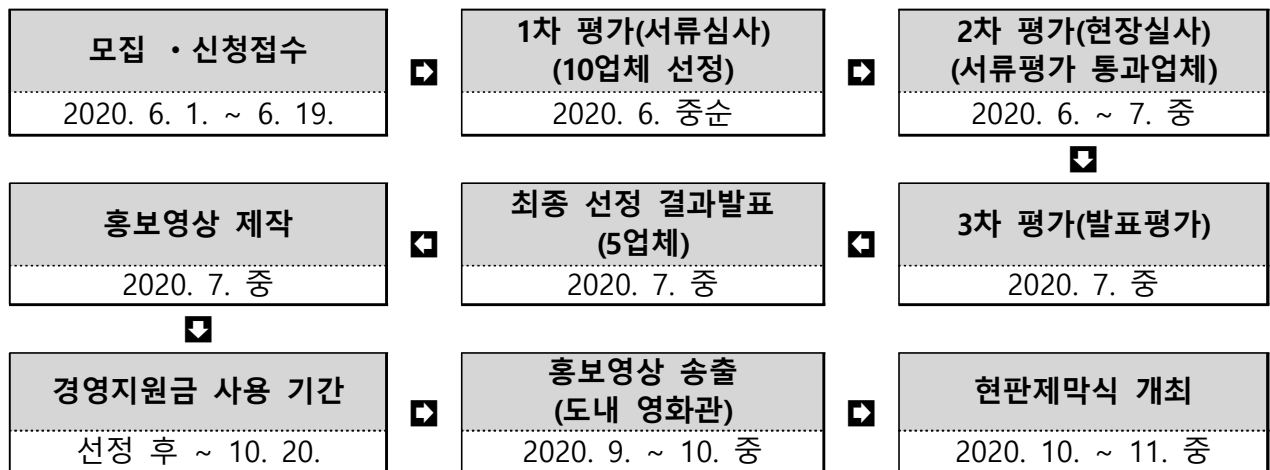 모집 ・신청접수
2020. 6. 1. ~ 6. 19.
1차 평가(서류심사)
(10업체 선정)
2020. 6. 중순
2차 평가(현장실사)
(서류평가 통과업체)
2020. 6. ~ 7. 중
3차 평가(발표평가)
2020. 7. 중
최종 선정 결과발표
(5업체)
2020. 7. 중
홍보영상 제작
2020. 7. 중
경영지원금 사용 기간
선정 후 ~ 10. 20.
홍보영상 송출
(도내 영화관)
2020. 9. ~ 10. 중
현판제막식 개최
2020. 10. ~ 11. 중